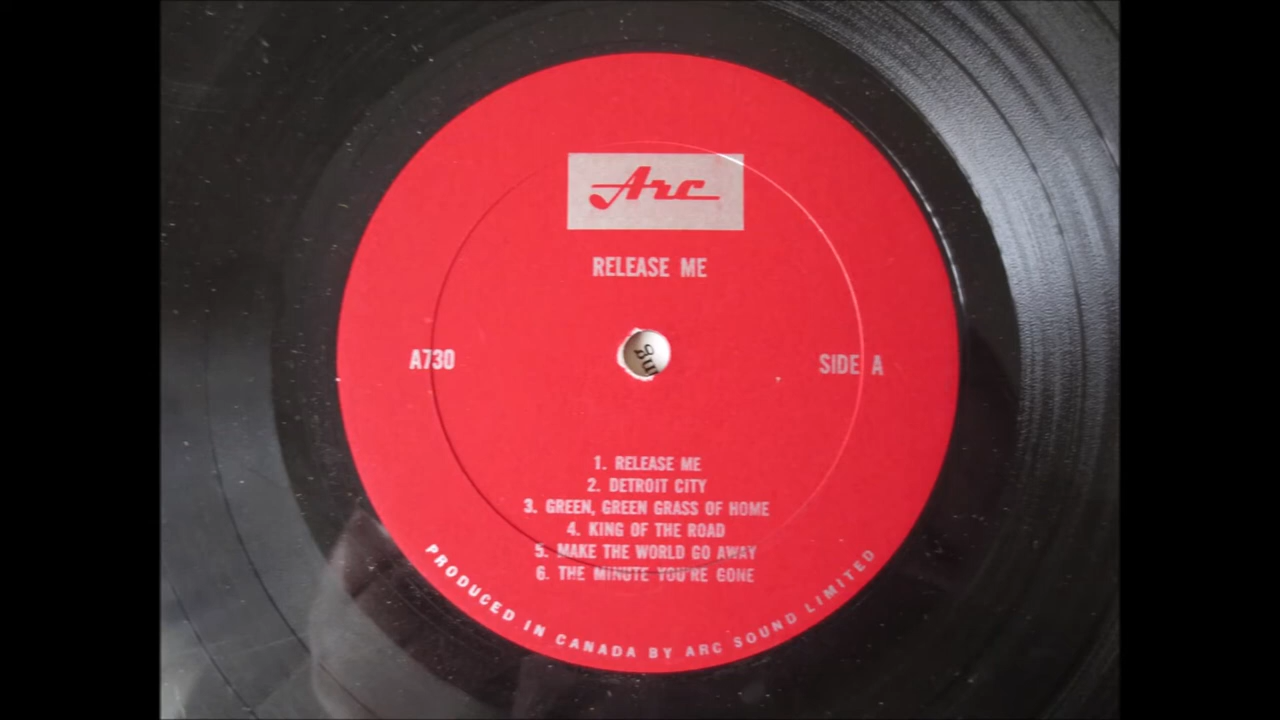 Arc
RELEASE ME
A730
SIDE A
1. RELEASE ME
2. DETROIT CITY
3. GREEN, GREEN GRASS OF HOME
4. KING OF THE ROAD
5. MAKE THE WORLD GO AWAY
6. THE MINUTE YOU'RE GONE
PRODUCED IN CANADA BY ARC SOUND LIMITED